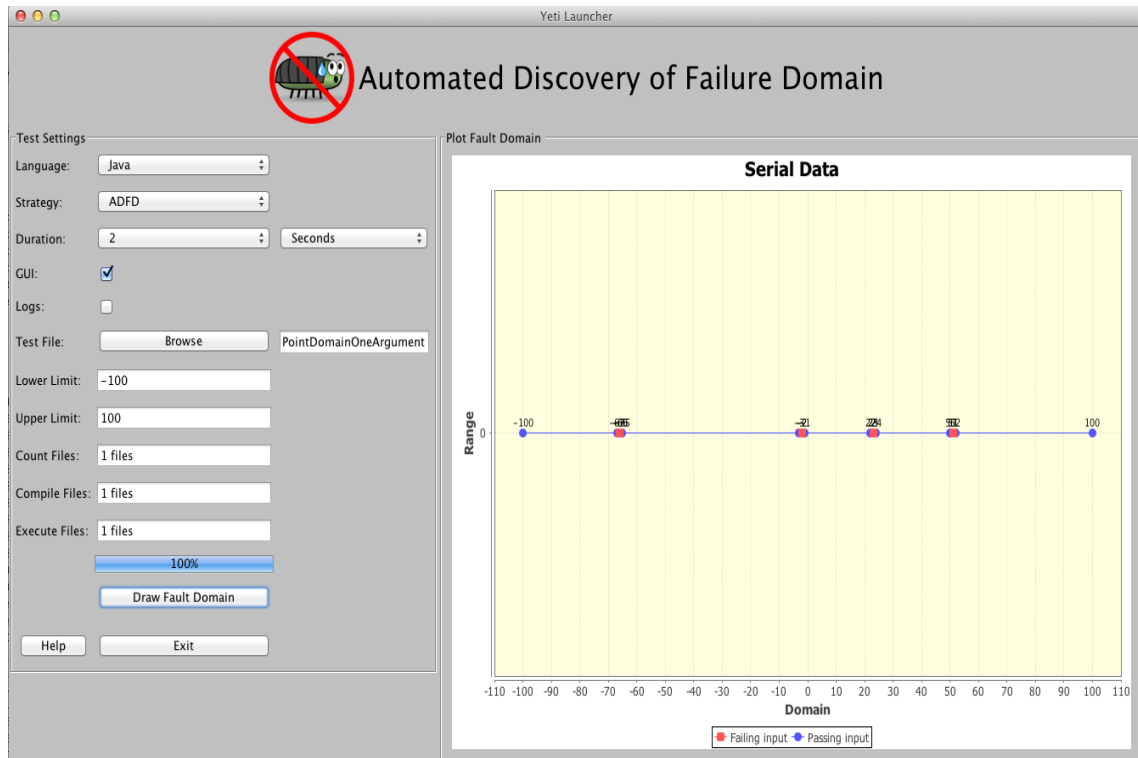 Yeti Launcher
Automated Discovery of Failure Domain
Test Settings
Language: Java
Strategy: ADFD
Duration: 2 Seconds
GUI:
Logs:
Test File: Browse PointDomainOneArgument
Lower Limit: -100
Upper Limit: 100
Count Files: 1 files
Compile Files: 1 files
Execute Files: 1 files
100%
Draw Fault Domain
Help Exit
Plot Fault Domain
Serial Data
-100 100
Range 0
-110 -100 -90 -80 -70 -60 -50 -40 -30 -20 -10 0 10 20 30 40 50 60 70 80 90 100 110
Domain
Failing input Passing input